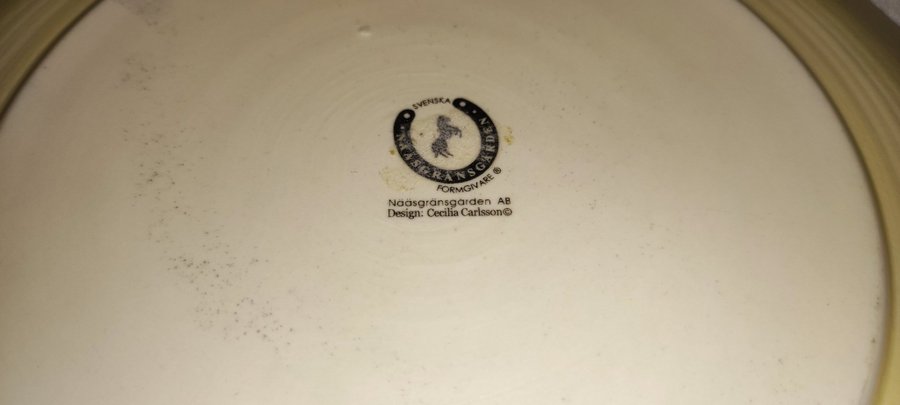 SVENSKA
NÄÄSGRÄNSGÅRDEN
FORMGIVARE ®
Nääsgränsgården AB
Design: Cecilia Carlsson©